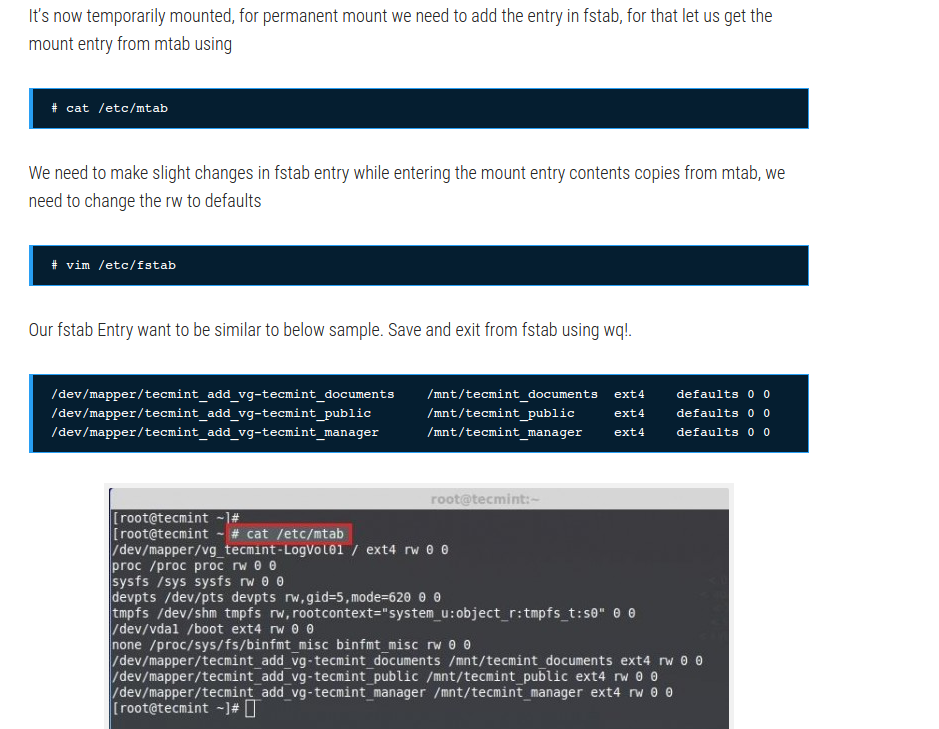 It's now temporarily mounted, for permanent mount we need to add the entry in fstab, for that let us get the
mount entry from mtab using
# cat /etc/mtab
We need to make slight changes in fstab entry while entering the mount entry contents copies from mtab, we
need to change the rw to defaults
# vim /etc/fstab
Our fstab Entry want to be similar to below sample. Save and exit from fstab using wq!.
/dev/mapper/tecmint_add_vg-tecmint_documents    /mnt/tecmint_documents  ext4    defaults 0 0
/dev/mapper/tecmint_add_vg-tecmint_public       /mnt/tecmint_public     ext4    defaults 0 0
/dev/mapper/tecmint_add_vg-tecmint_manager      /mnt/tecmint_manager    ext4    defaults 0 0
root@tecmint:~
[root@tecmint ~]#
[root@tecmint ~ # cat /etc/mtab
/dev/mapper/vg_tecmint-LogVol01 / ext4 rw 0 0
proc /proc proc rw 0 0
sysfs /sys sysfs rw 0 0
devpts /dev/pts devpts rw,gid=5,mode=620 0 0
tmpfs /dev/shm tmpfs rw,rootcontext="system_u:object_r:tmpfs_t:s0" 0 0
/dev/vda1 /boot ext4 rw 0 0
none /proc/sys/fs/binfmt_misc binfmt_misc rw 0 0
/dev/mapper/tecmint_add_vg-tecmint_documents /mnt/tecmint_documents ext4 rw 0 0
/dev/mapper/tecmint_add_vg-tecmint_public /mnt/tecmint_public ext4 rw 0 0
/dev/mapper/tecmint_add_vg-tecmint_manager /mnt/tecmint_manager ext4 rw 0 0
[root@tecmint ~]#